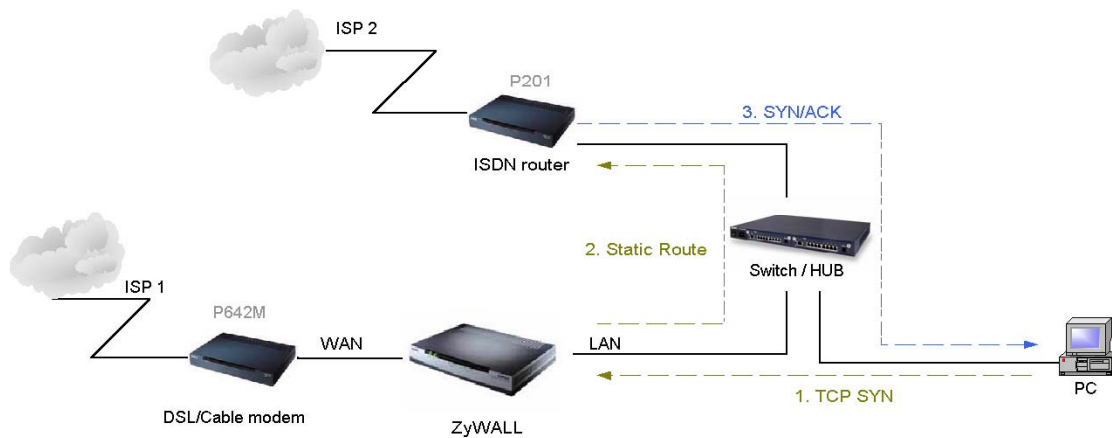 ISP 2
P201
3. SYN/ACK
ISDN router
2. Static Route
Switch / HUB
ISP 1
P642M
WAN
LAN
PC
1. TCP SYN
DSL/Cable modem
ZyWALL